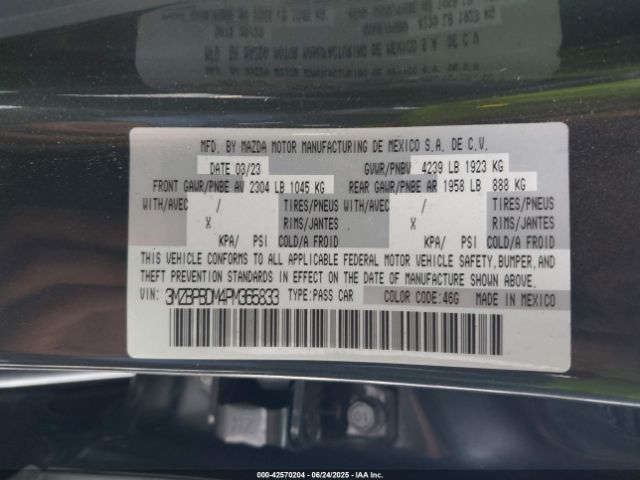 MFD. BY MAZDA MOTOR MANUFACTURING DE MEXICO S.A. DE C.V.
DATE 03/23 GVWR/PNBV 4239 LB 1923 KG
FRONT GAWR/PNBE AV 2304 LB 1045 KG REAR GAWR/PNBE AR 1958 LB 888 KG
WITH/AVEC / TIRES/PNEUS WITH/AVEC / TIRES/PNEUS
X RIMS/JANTES X RIMS/JANTES
KPA/ PSI COLD/A FROID KPA/ PSI COLD/A FROID
THIS VEHICLE CONFORMS TO ALL APPLICABLE FEDERAL MOTOR VEHICLE SAFETY, BUMPER, AND
THEFT PREVENTION STANDARDS IN EFFECT ON THE DATE OF MANUFACTURE SHOWN ABOVE.
VIN: 3MZBPBDM4PM365833 TYPE: PASS CAR COLOR CODE: 46G MADE IN MEXICO
000-42570204 - 06/24/2025 - IAAI.COM